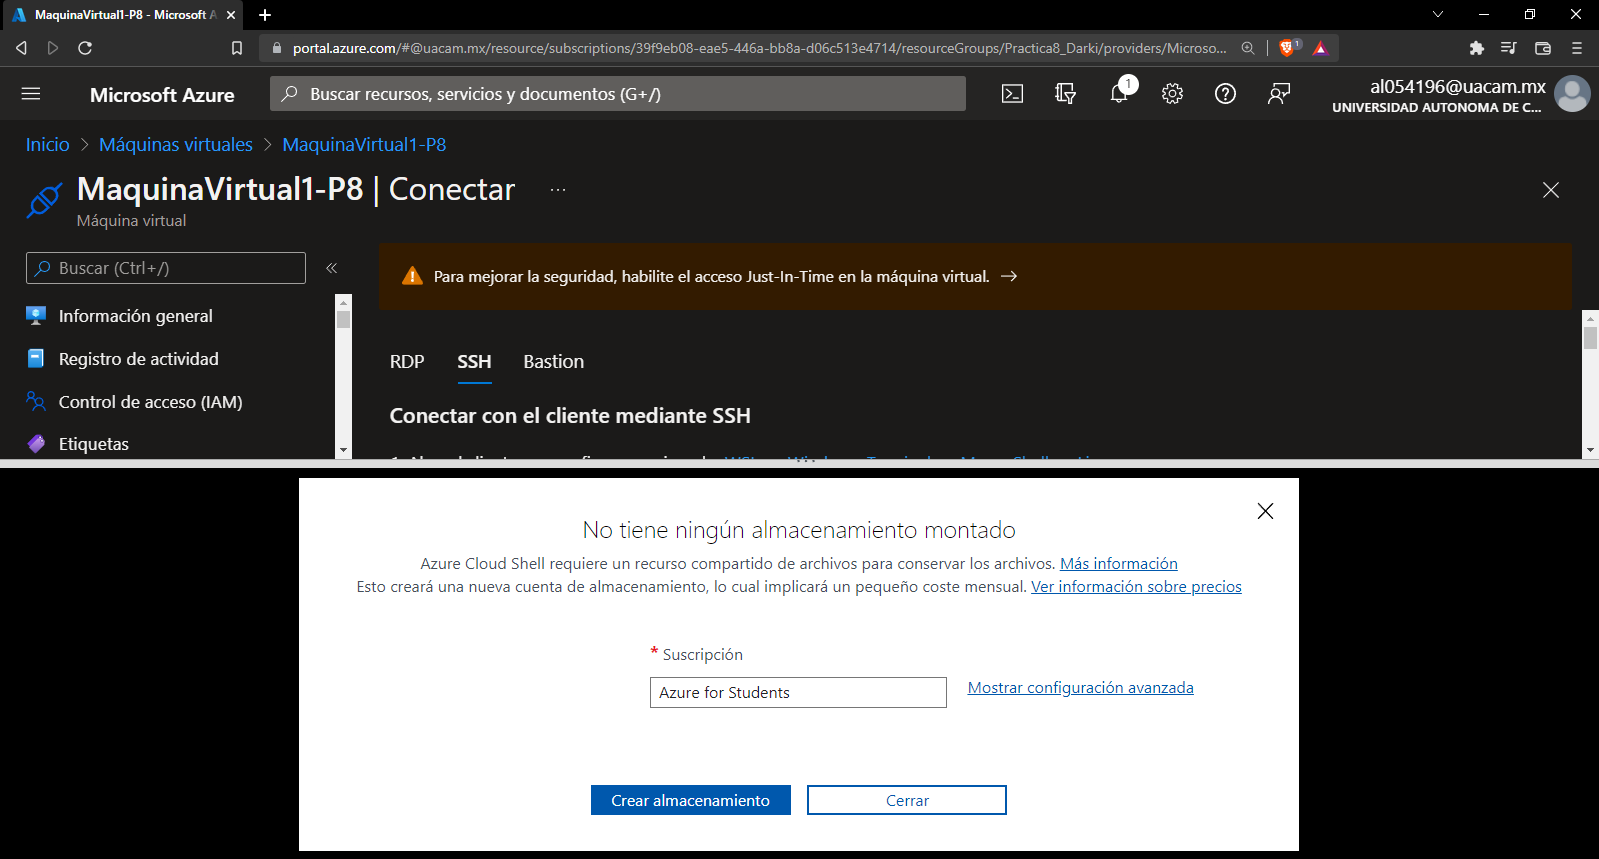 MaquinaVirtual1-P8 - Microsoft A
portal.azure.com/#@uacam.mx/resource/subscriptions/39f9eb08-eae5-446a-bb8a-d06c513e4714/resourceGroups/Practica8_Darki/providers/Microso...
1
Microsoft Azure
Buscar recursos, servicios y documentos (G+/)
1
al054196@uacam.mx
UNIVERSIDAD AUTONOMA DE C...
Inicio > Máquinas virtuales > MaquinaVirtual1-P8
MaquinaVirtual1-P8 | Conectar ...
Máquina virtual
Buscar (Ctrl+/)
Información general
Registro de actividad
Control de acceso (IAM)
Etiquetas
Para mejorar la seguridad, habilite el acceso Just-In-Time en la máquina virtual. →
RDP SSH Bastion
Conectar con el cliente mediante SSH
No tiene ningún almacenamiento montado
Azure Cloud Shell requiere un recurso compartido de archivos para conservar los archivos. Más información
Esto creará una nueva cuenta de almacenamiento, lo cual implicará un pequeño coste mensual. Ver información sobre precios
* Suscripción
Azure for Students
Mostrar configuración avanzada
Crear almacenamiento
Cerrar